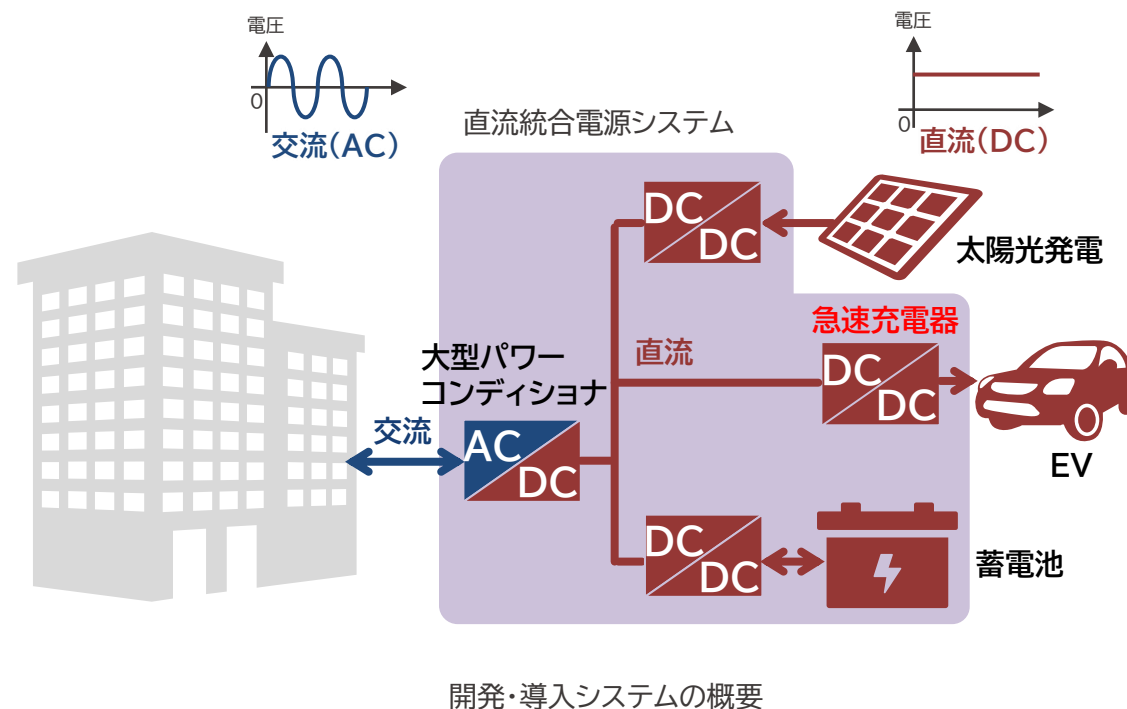 電圧
0
交流(AC)
電圧
0
直流(DC)
直流統合電源システム
DC
DC
太陽光発電
急速充電器
直流
DC
DC
EV
大型パワー
コンディショナ
交流
AC
DC
DC
DC
蓄電池
開発・導入システムの概要